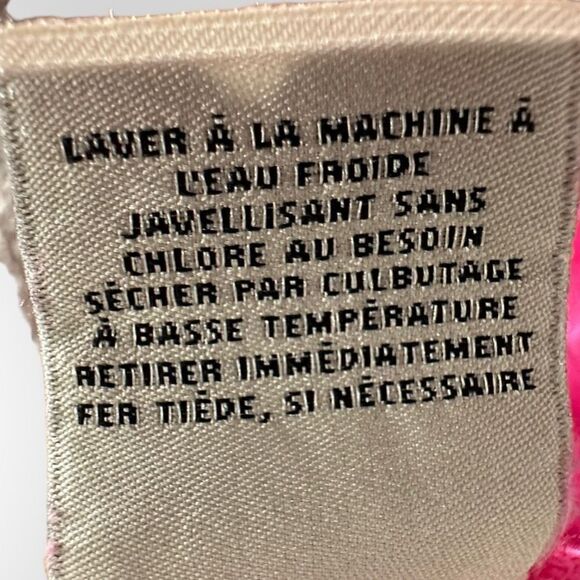 LAVER À LA MACHINE À
L'EAU FROIDE
JAVELLISANT SANS
CHLORE AU BESOIN
SÉCHER PAR CULBUTAGE
À BASSE TEMPÉRATURE
RETIRER IMMÉDIATEMENT
FER TIÈDE, SI NÉCESSAIRE